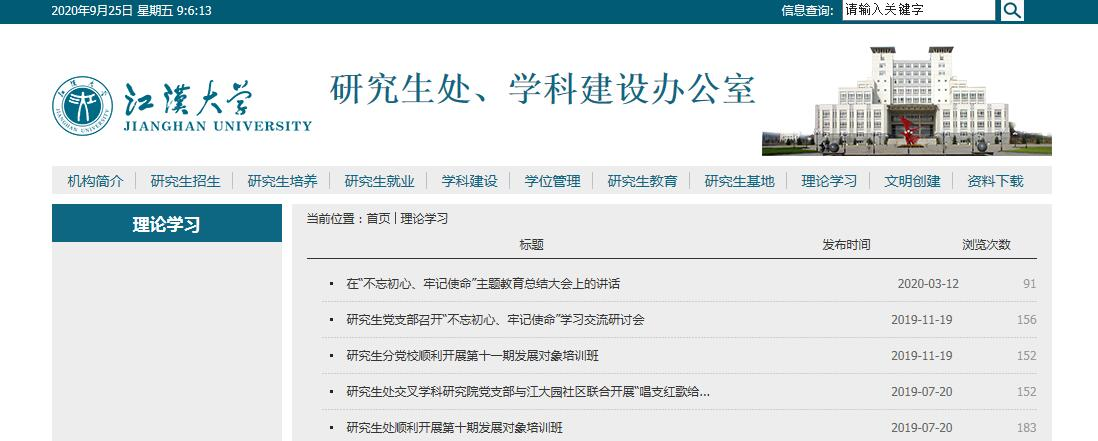 2020年9月25日 星期五 9:6:13
信息查询:
请输入关键字
江汉大学
JIANGHAN UNIVERSITY
研究生处、学科建设办公室
机构简介 研究生招生 研究生培养 研究生就业 学科建设 学位管理 研究生教育 研究生基地 理论学习 文明创建 资料下载
理论学习
当前位置：首页 | 理论学习
标题 发布时间 浏览次数
在“不忘初心、牢记使命”主题教育总结大会上的讲话 2020-03-12 91
研究生党支部召开“不忘初心、牢记使命”学习交流研讨会 2019-11-19 156
研究生分党校顺利开展第十一期发展对象培训班 2019-11-19 152
研究生处交叉学科研究院党支部与江大园社区联合开展“唱支红歌给... 2019-07-20 152
研究生处顺利开展第十期发展对象培训班 2019-07-20 183